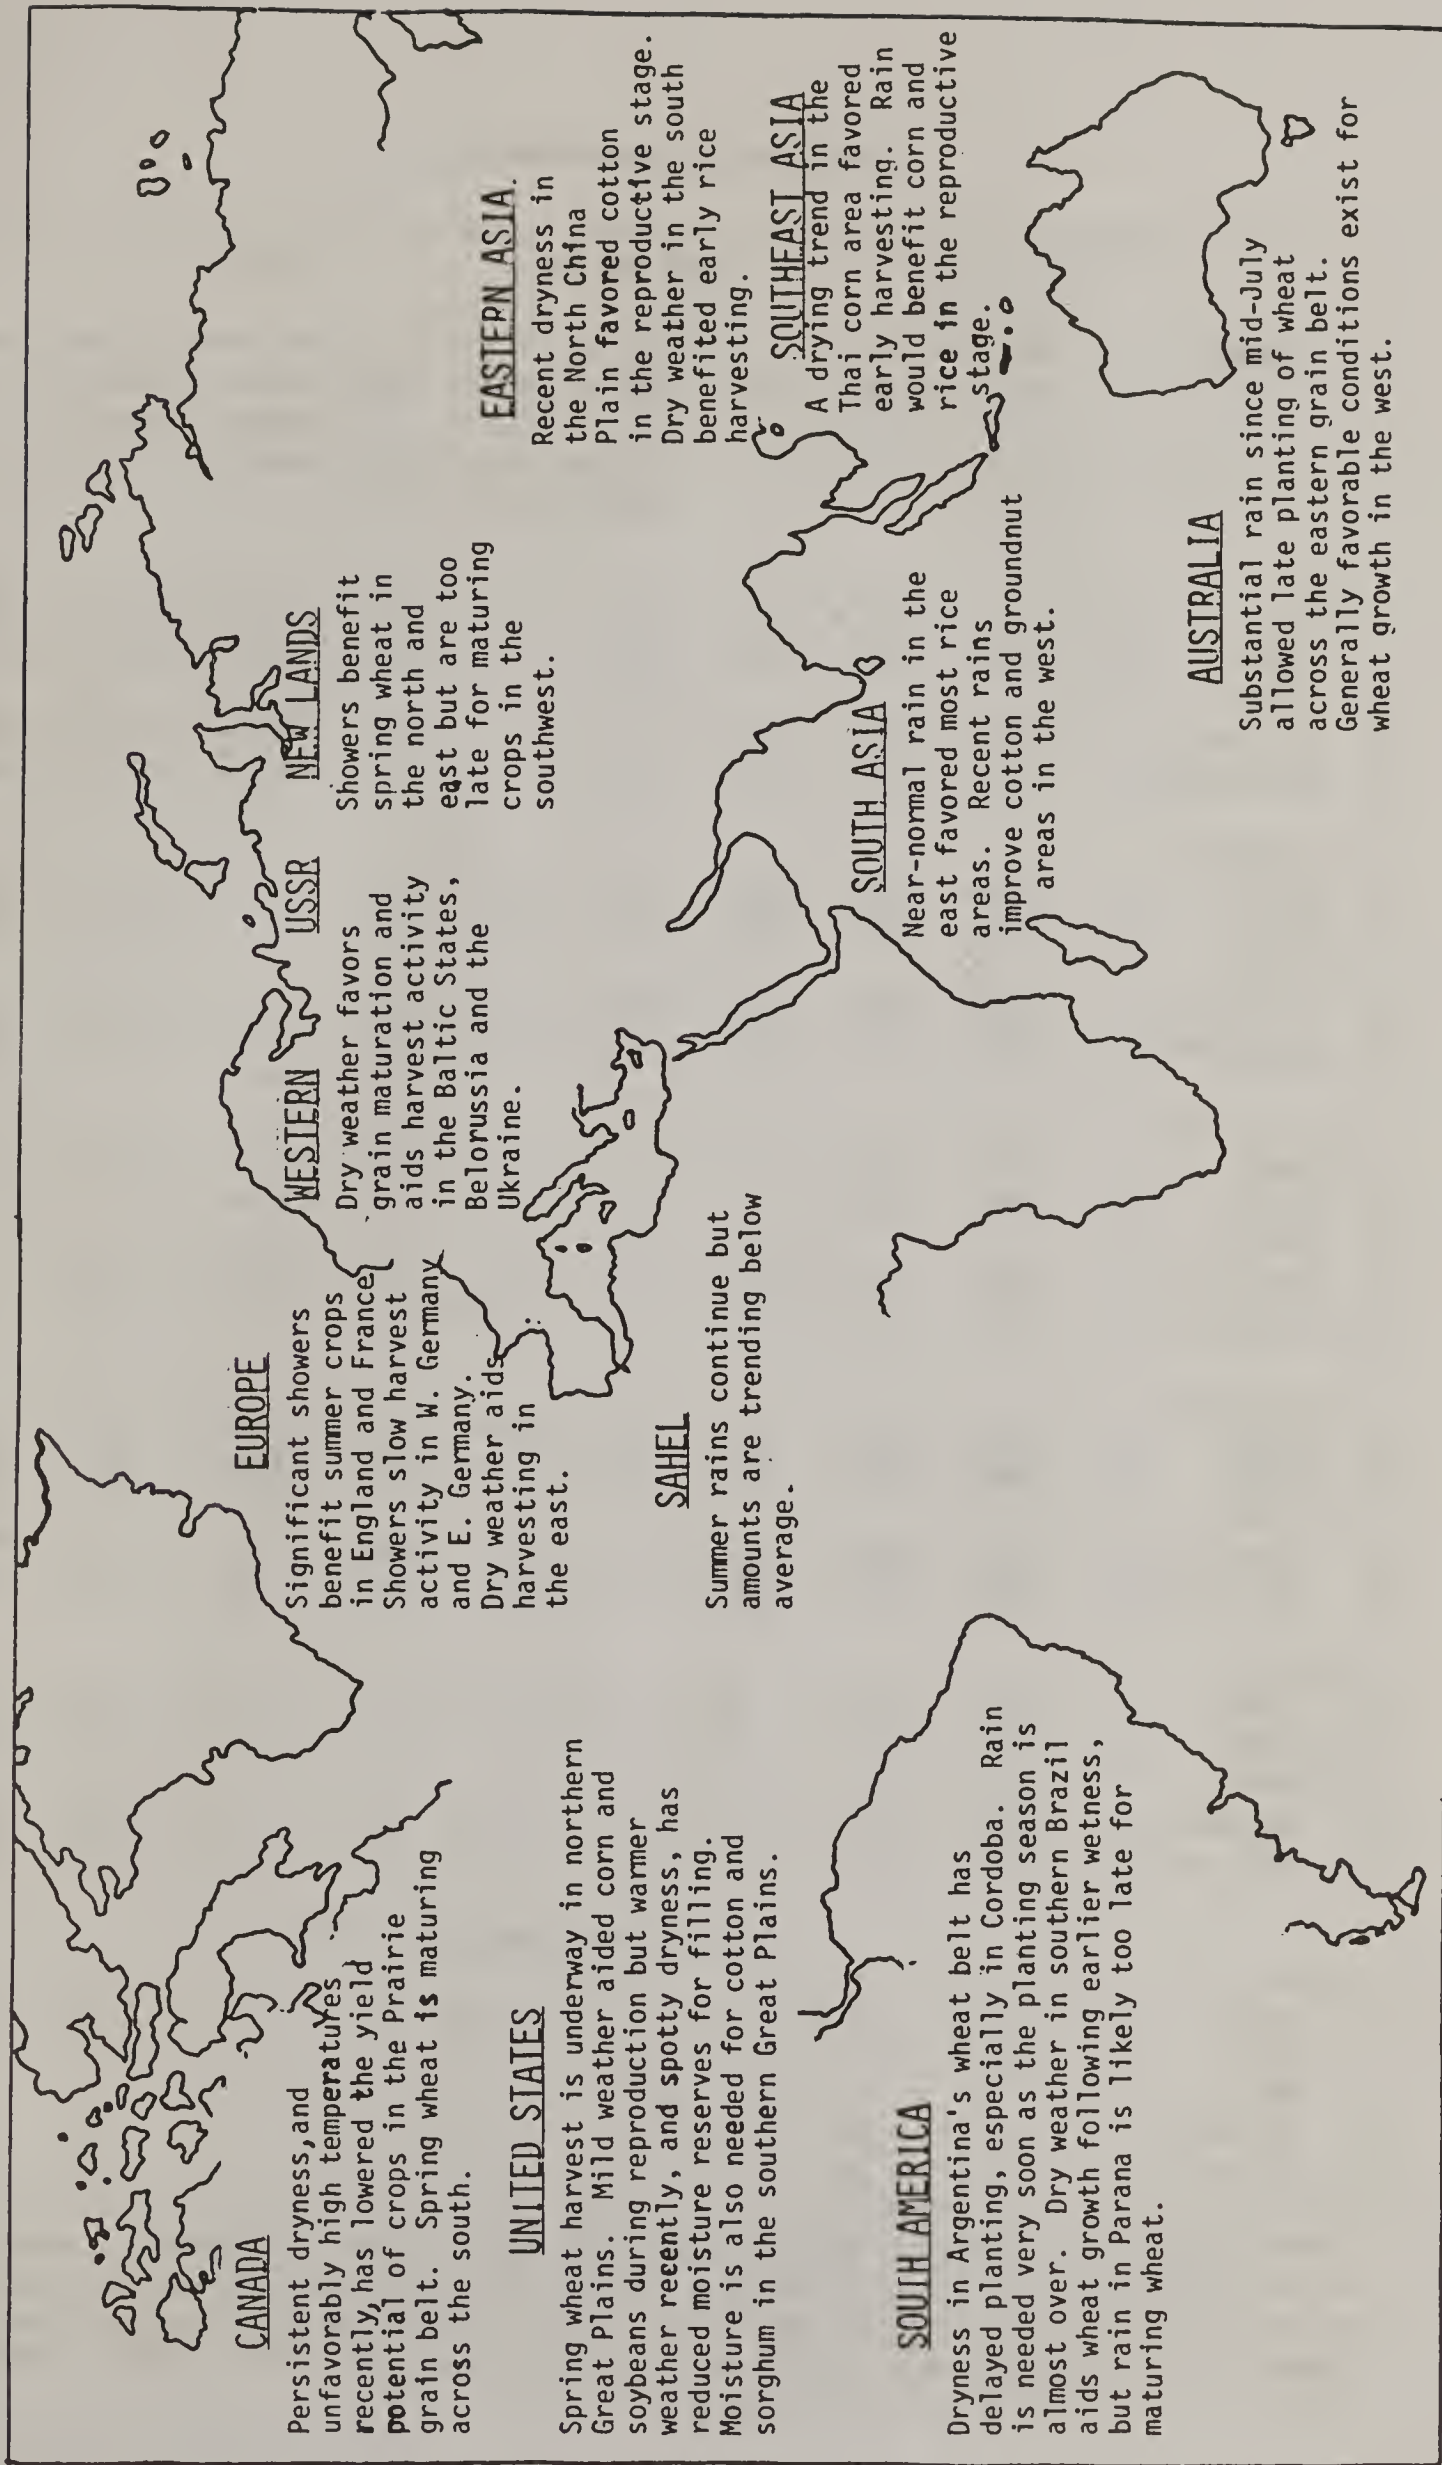 CANADA
Persistent dryness,and
unfavorably high temperatures
recently,has lowered the yield
potential of crops in the Prairie
grain belt.  Spring wheat is maturing
across the south.
UNITED STATES
Spring wheat harvest is underway in northern
Great Plains.  Mild weather aided corn and
soybeans during reproduction but warmer
weather recently, and spotty dryness, has
reduced moisture reserves for filling.
Moisture is also needed for cotton and
sorghum in the southern Great Plains.
SOUTH AMERICA
Dryness in Argentina's wheat belt has
delayed planting, especially in Cordoba.  Rain
is needed very soon as the planting season is
almost over.  Dry weather in southern Brazil
aids wheat growth following earlier wetness,
but rain in Parana is likely too late for
maturing wheat.
EUROPE
Significant showers
benefit summer crops
in England and France
Showers slow harvest
activity in W. Germany
and E. Germany.
Dry weather aids
harvesting in
the east.
SAHEL
Summer rains continue but
amounts are trending below
average.
WESTERN USSR
Dry weather favors
grain maturation and
aids harvest activity
in the Baltic States,
Belorussia and the
Ukraine.
NEW LANDS
Showers benefit
spring wheat in
the north and
east but are too
late for maturing
crops in the
southwest.
SOUTH ASIA
Near-normal rain in the
east favored most rice
areas.  Recent rains
improve cotton and groundnut
areas in the west.
EASTERN ASIA.
Recent dryness in
the North China
Plain favored cotton
in the reproductive stage.
Dry weather in the south
benefited early rice
harvesting.
SOUTHEAST ASIA
A drying trend in the
Thai corn area favored
early harvesting.  Rain
would benefit corn and
rice in the reproductive
stage.
AUSTRALIA
Substantial rain since mid-July
allowed late planting of wheat
across the eastern grain belt.
Generally favorable conditions exist for
wheat growth in the west.